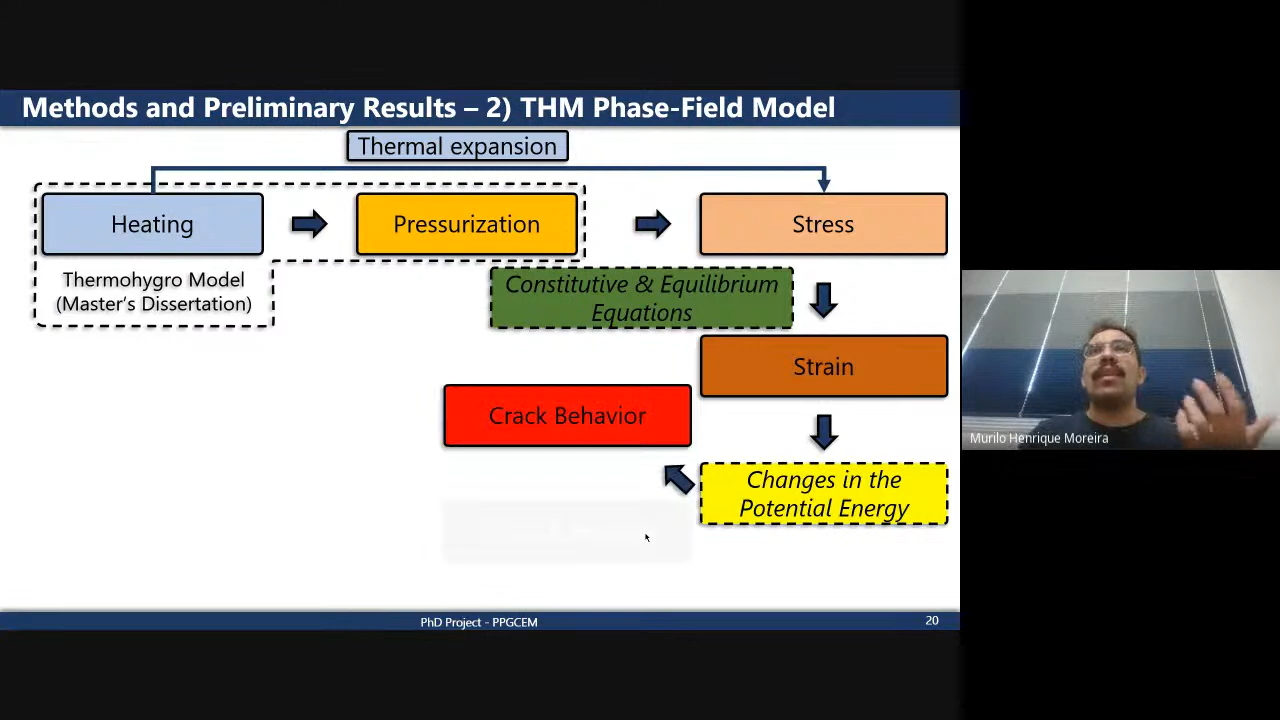 Methods and Preliminary Results – 2) THM Phase-Field Model
Thermal expansion
Heating
Pressurization
Stress
Thermohygro Model
(Master's Dissertation)
Constitutive & Equilibrium
Equations
Strain
Crack Behavior
Changes in the
Potential Energy
Murilo Henrique Moreira
PhD Project - PPGCEM
20